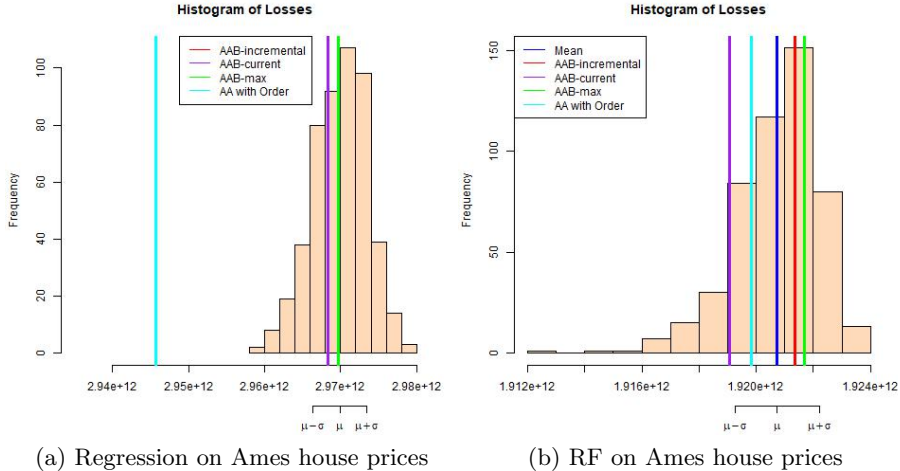 Histogram of Losses
AAB-incremental
AAB-current
AAB-max
AA with Order
Frequency
0
20
40
60
80
100
2.94e+12 2.95e+12 2.96e+12 2.97e+12 2.98e+12
μ−σ μ μ+σ
(a) Regression on Ames house prices
Histogram of Losses
Mean
AAB-incremental
AAB-current
AAB-max
AA with Order
Frequency
0
50
100
150
1.912e+12 1.916e+12 1.920e+12 1.924e+12
μ−σ μ μ+σ
(b) RF on Ames house prices